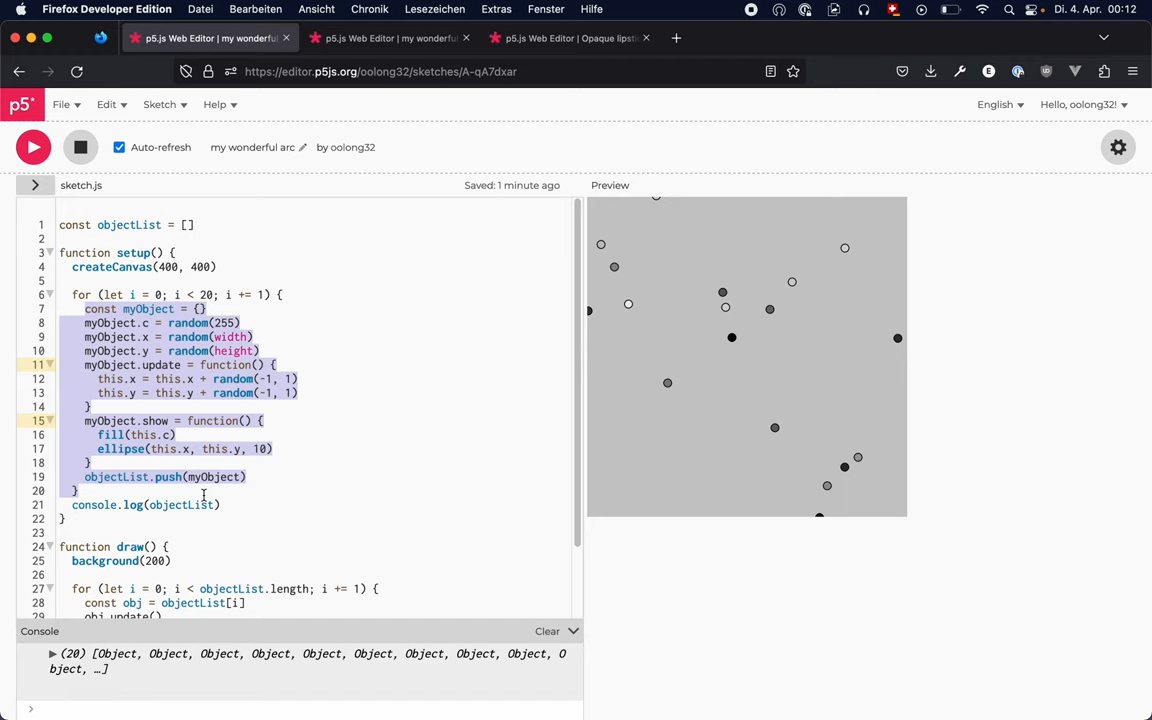 Firefox Developer Edition Datei Bearbeiten Ansicht Chronik Lesezeichen Extras Fenster Hilfe Di. 4. Apr. 00:12
p5.js Web Editor | my wonderful p5.js Web Editor | my wonderful p5.js Web Editor | Opaque lipstic
https://editor.p5js.org/oolong32/sketches/A-qA7dxar
p5* File Edit Sketch Help English Hello, oolong32!
Auto-refresh my wonderful arc by oolong32
sketch.js Saved: 1 minute ago Preview
1 const objectList = []
2
3 function setup() {
4 createCanvas(400, 400)
5
6 for (let i = 0; i < 20; i += 1) {
7 const myObject = {}
8 myObject.c = random(255)
9 myObject.x = random(width)
10 myObject.y = random(height)
11 myObject.update = function() {
12 this.x = this.x + random(-1, 1)
13 this.y = this.y + random(-1, 1)
14 }
15 myObject.show = function() {
16 fill(this.c)
17 ellipse(this.x, this.y, 10)
18 }
19 objectList.push(myObject)
20 }
21 console.log(objectList)
22 }
23
24 function draw() {
25 background(200)
26
27 for (let i = 0; i < objectList.length; i += 1) {
28 const obj = objectList[i]
29 obj.update()
Console Clear
(20) [Object, Object, Object, Object, Object, Object, Object, Object, Object, O
bject, …]